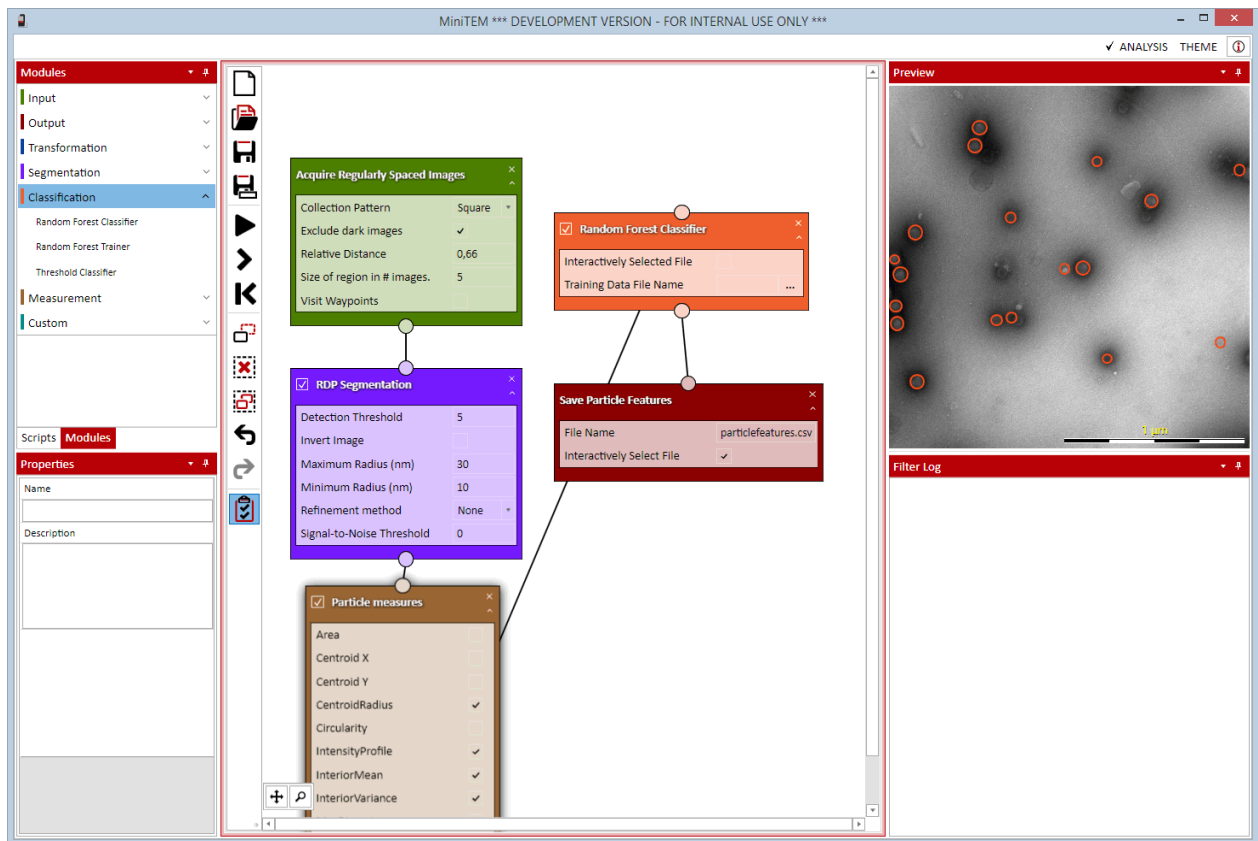 MiniTEM *** DEVELOPMENT VERSION - FOR INTERNAL USE ONLY ***
ANALYSIS THEME
Modules
Input
Output
Transformation
Segmentation
Classification
Random Forest Classifier
Random Forest Trainer
Threshold Classifier
Measurement
Custom
Scripts Modules
Properties
Name
Description
Acquire Regularly Spaced Images
Collection Pattern Square
Exclude dark images
Relative Distance 0,66
Size of region in # images. 5
Visit Waypoints
RDP Segmentation
Detection Threshold 5
Invert Image
Maximum Radius (nm) 30
Minimum Radius (nm) 10
Refinement method None
Signal-to-Noise Threshold 0
Particle measures
Area
Centroid X
Centroid Y
CentroidRadius
Circularity
IntensityProfile
InteriorMean
InteriorVariance
Random Forest Classifier
Interactively Selected File
Training Data File Name ...
Save Particle Features
File Name particlefeatures.csv
Interactively Select File
Preview
1 µm
Filter Log